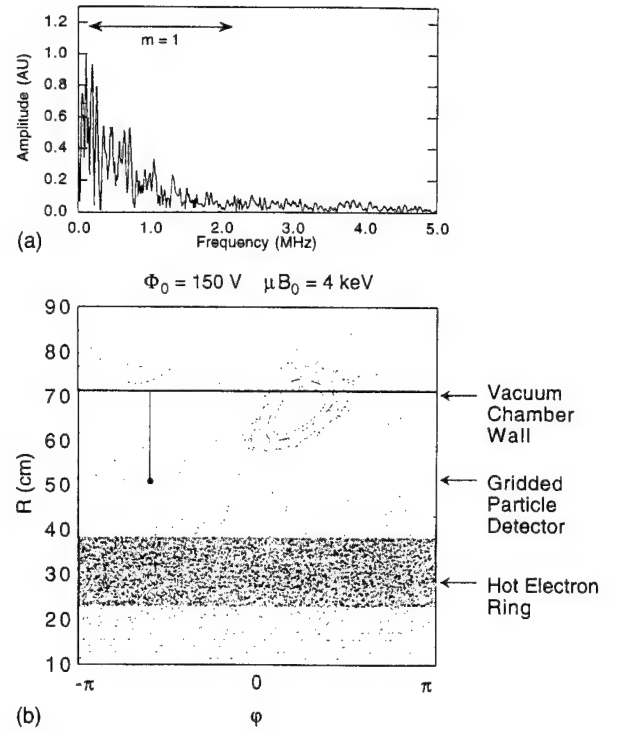 1.2
1.0
0.8
0.6
0.4
0.2
0.0
Amplitude (AU)
m = 1
0.0 1.0 2.0 3.0 4.0 5.0
Frequency (MHz)
(a)
Φ₀ = 150 V μB₀ = 4 keV
90
80
70
60
50
40
30
20
10
R (cm)
Vacuum
Chamber
Wall
Gridded
Particle
Detector
Hot Electron
Ring
-π 0 π
φ
(b)